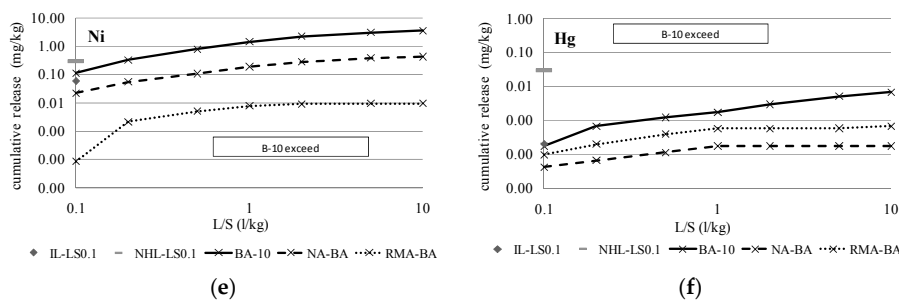 Ni
cumulative release (mg/kg)
10.00
1.00
0.10
0.01
0.00
0.00
0.00
B-10 exceed
0.1
1
10
L/S (l/kg)
IL-LS0.1
NHL-LS0.1
BA-10
NA-BA
RMA-BA
(e)
Hg
cumulative release (mg/kg)
1.00
0.10
0.01
0.00
0.00
0.00
B-10 exceed
0.1
1
10
L/S (l/kg)
IL-LS0.1
NHL-LS0.1
BA-10
NA-BA
RMA-BA
(f)